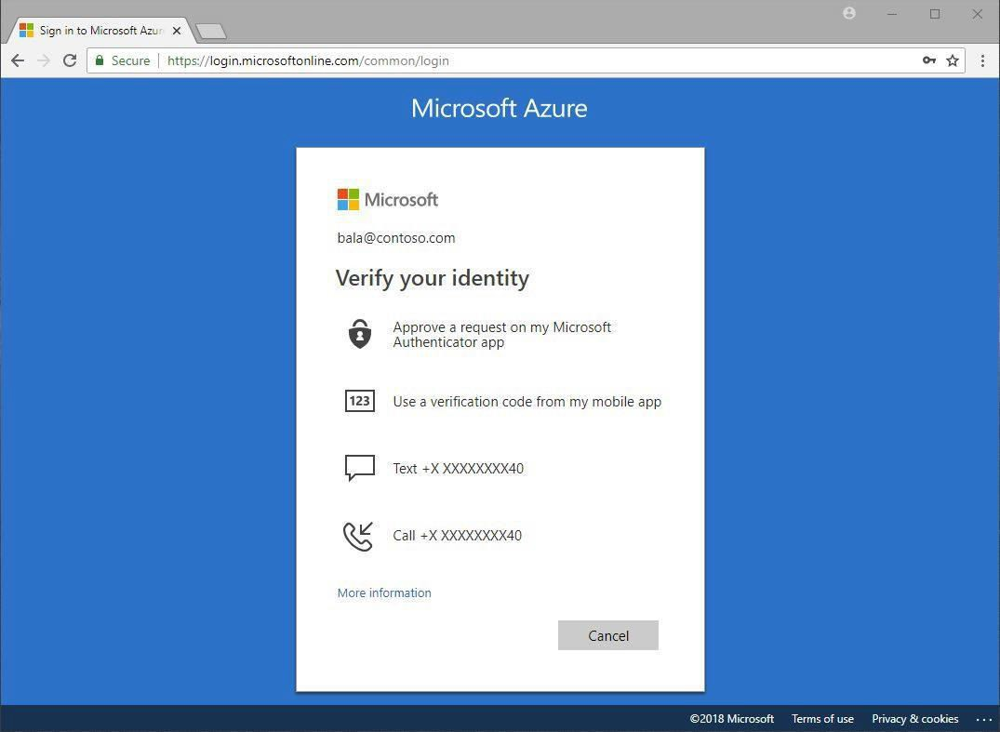 Sign in to Microsoft Azur
Secure https://login.microsoftonline.com/common/login
Microsoft Azure
Microsoft
bala@contoso.com
Verify your identity
Approve a request on my Microsoft
Authenticator app
123 Use a verification code from my mobile app
Text +X XXXXXXXX40
Call +X XXXXXXXX40
More information
Cancel
©2018 Microsoft Terms of use Privacy & cookies ...